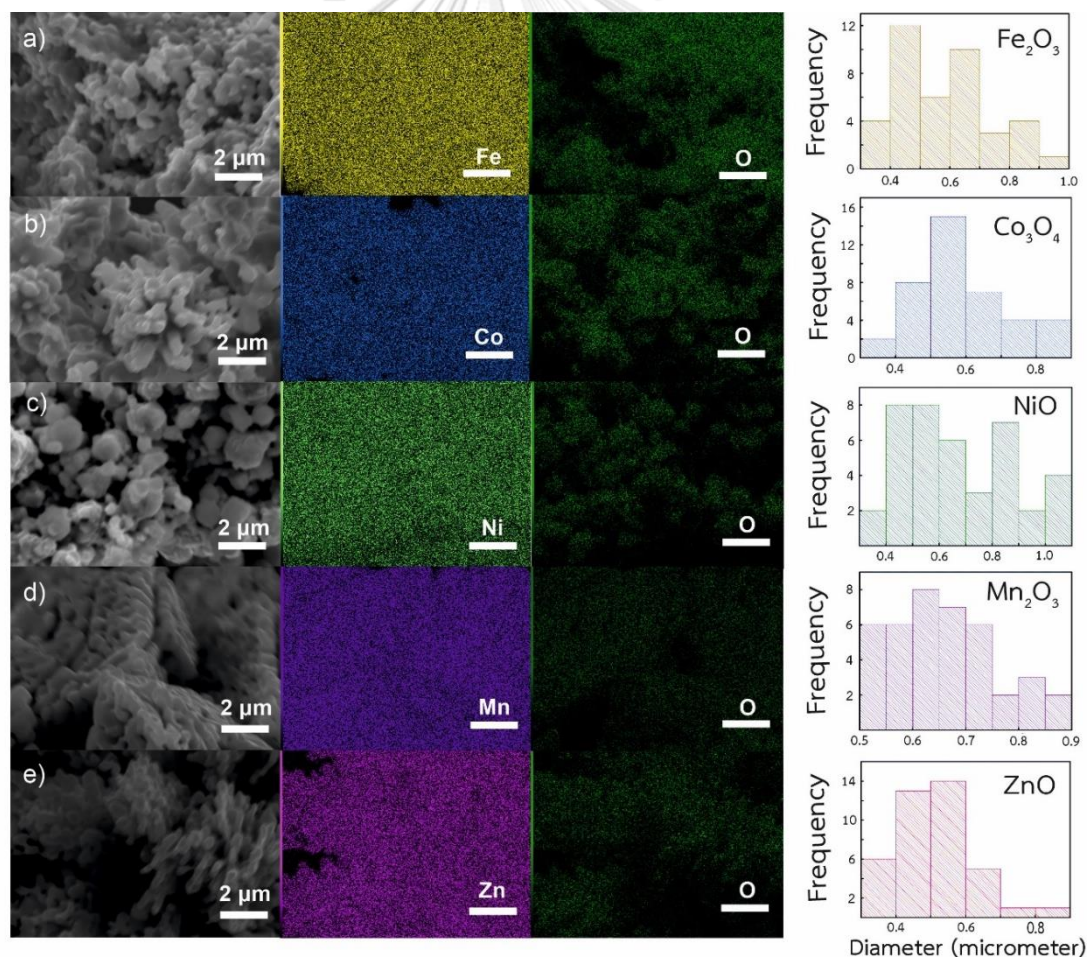 a)
2 µm
Fe
O
Frequency
12
8
4
0
0.4 0.6 0.8 1.0
Fe₂O₃
b)
2 µm
Co
O
Frequency
16
12
8
4
0
0.4 0.6 0.8
Co₃O₄
c)
2 µm
Ni
O
Frequency
8
6
4
2
0.4 0.6 0.8 1.0
NiO
d)
2 µm
Mn
O
Frequency
8
6
4
2
0.5 0.6 0.7 0.8 0.9
Mn₂O₃
e)
2 µm
Zn
O
Frequency
14
10
6
2
0.4 0.6 0.8
ZnO
Diameter (micrometer)